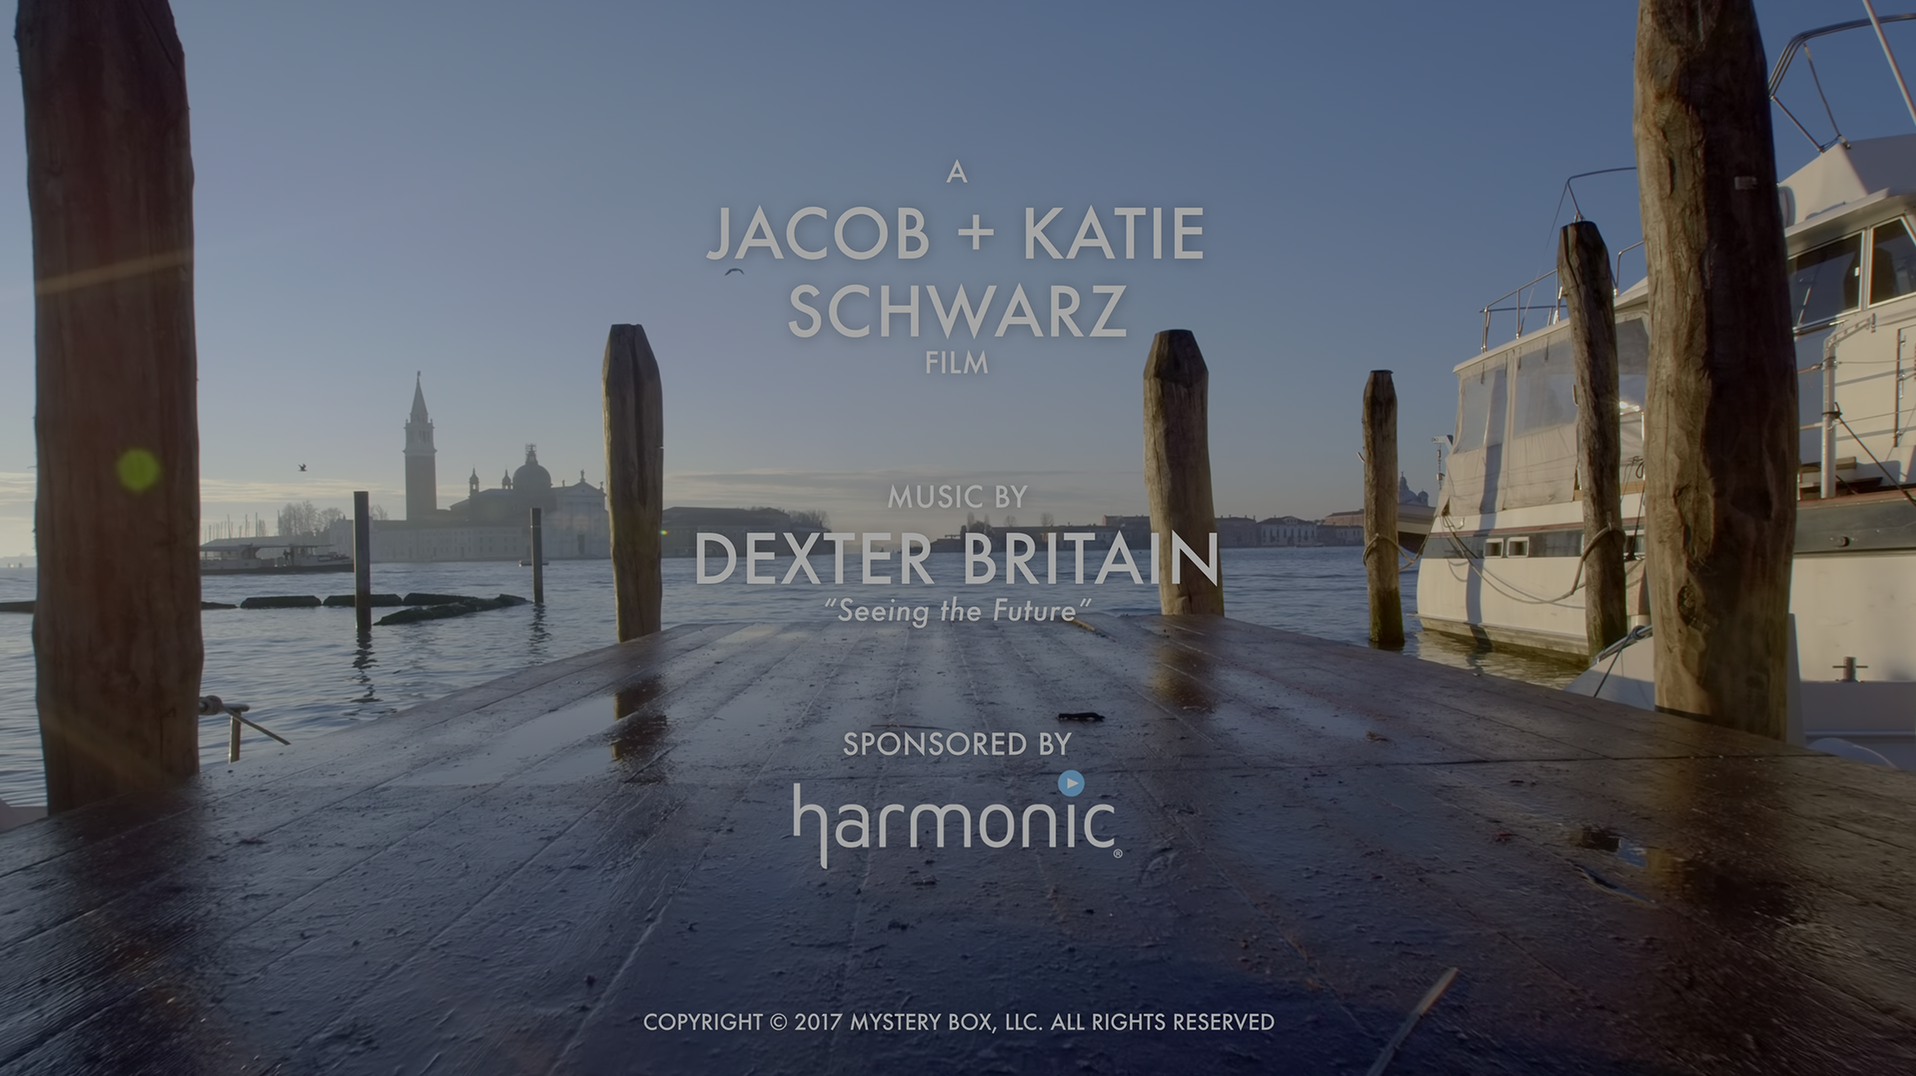 A
JACOB + KATIE
SCHWARZ
FILM
MUSIC BY
DEXTER BRITAIN
“Seeing the Future”
SPONSORED BY
harmonic®
COPYRIGHT © 2017 MYSTERY BOX, LLC. ALL RIGHTS RESERVED